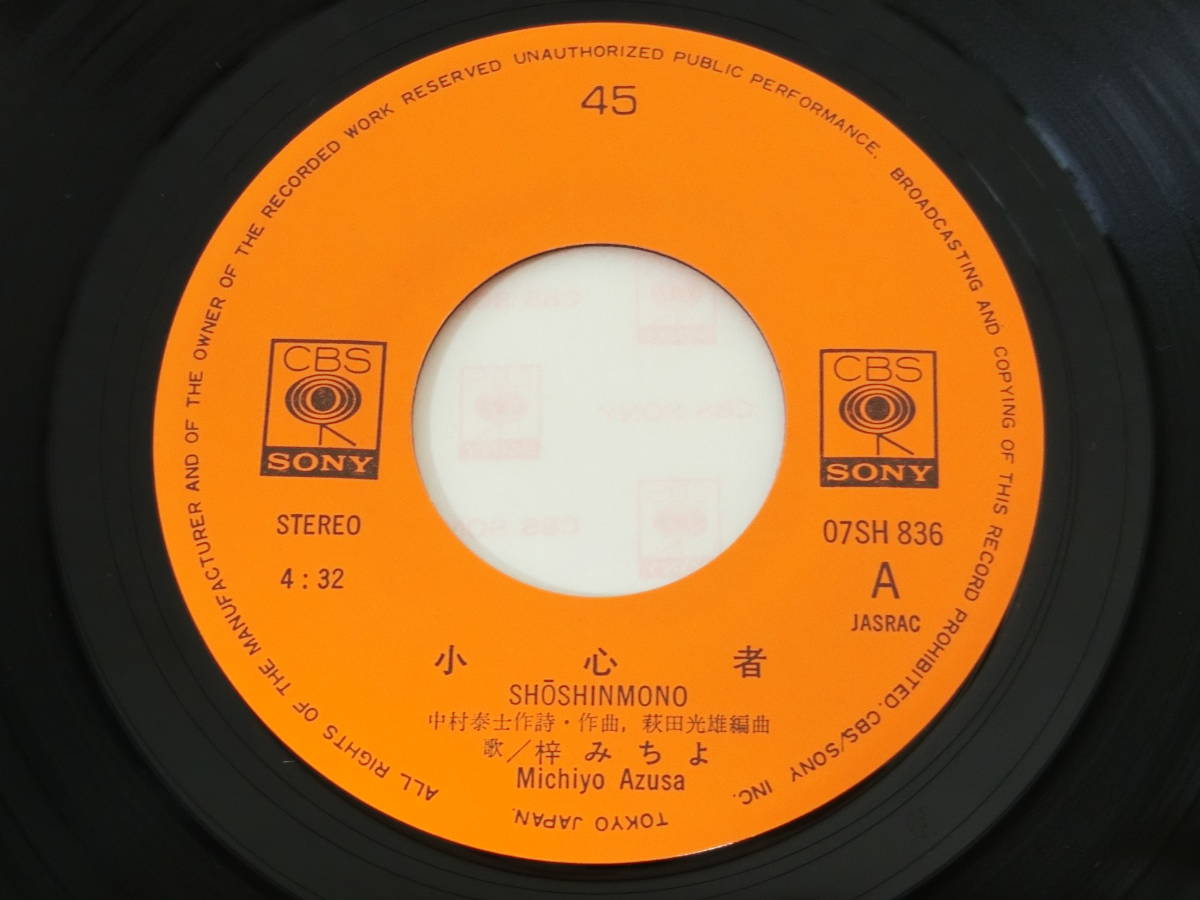 45
CBS
SONY
CBS
SONY
STEREO
4:32
07SH 836
A
JASRAC
小心者
SHŌSHINMONO
中村泰士作詩・作曲, 萩田光雄編曲
歌/梓みちよ
Michiyo Azusa
ALL RIGHTS OF THE MANUFACTURER AND OF THE OWNER OF THE RECORDED WORK RESERVED UNAUTHORIZED PUBLIC PERFORMANCE, BROADCASTING AND COPYING OF THIS RECORD PROHIBITED. CBS/SONY INC. TOKYO JAPAN.
CBS SONY